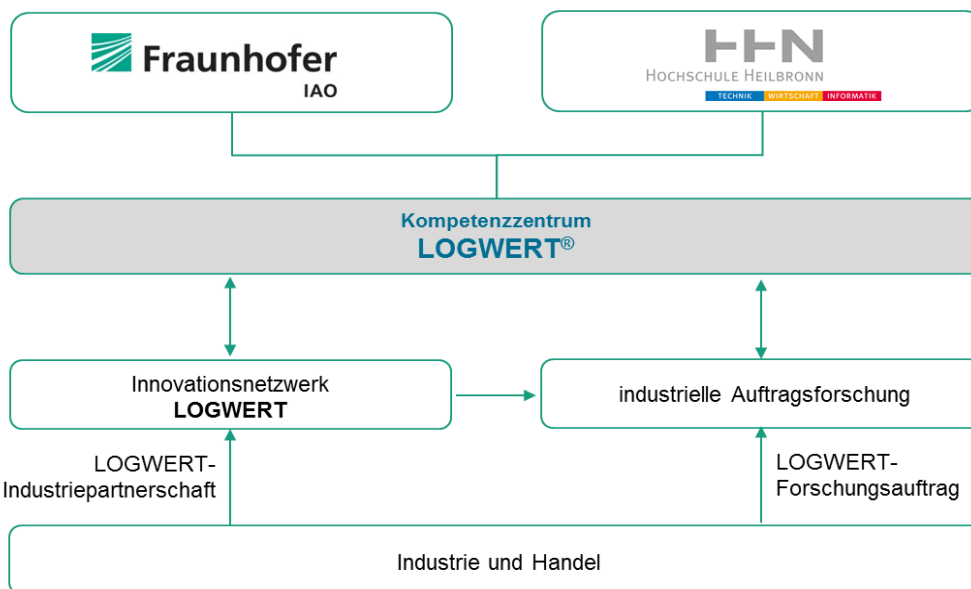 Fraunhofer
IAO
HHN
HOCHSCHULE HEILBRONN
TECHNIK WIRTSCHAFT INFORMATIK
Kompetenzzentrum
LOGWERT®
Innovationsnetzwerk
LOGWERT
industrielle Auftragsforschung
LOGWERT-
Industriepartnerschaft
LOGWERT-
Forschungsauftrag
Industrie und Handel